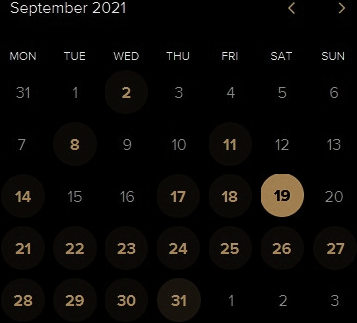 September 2021
MON TUE WED THU FRI SAT SUN
31 1 2 3 4 5 6
7 8 9 10 11 12 13
14 15 16 17 18 19 20
21 22 23 24 25 26 27
28 29 30 31 1 2 3